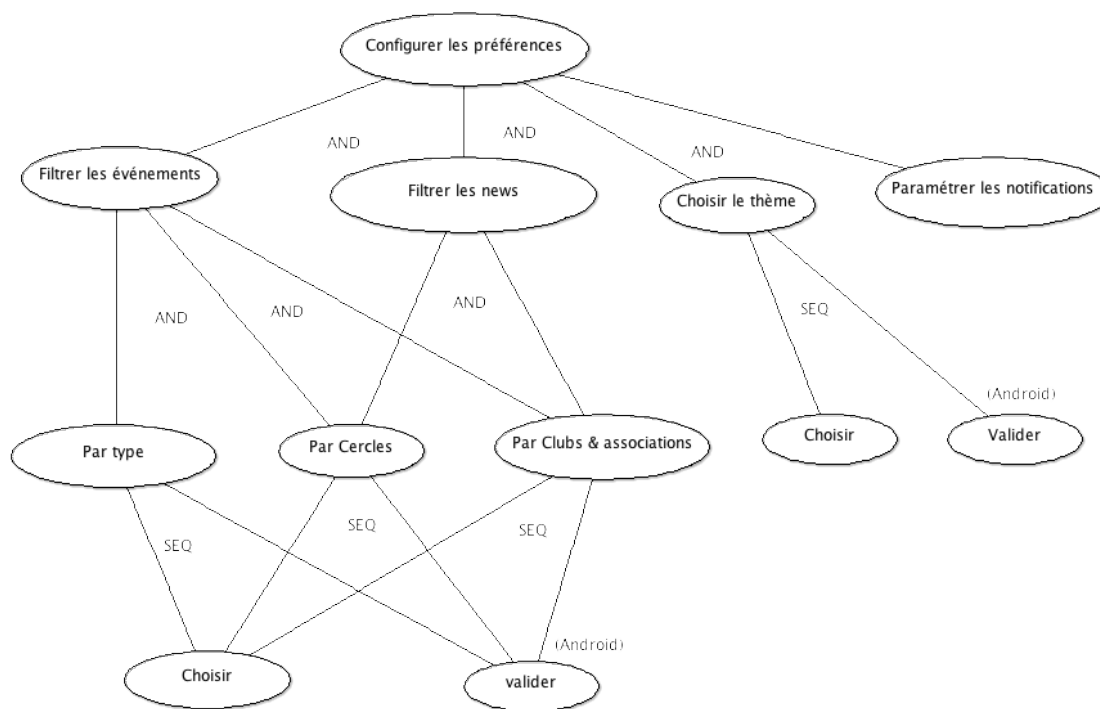 Configurer les préférences
AND
AND
AND
Filtrer les événements
Filtrer les news
Choisir le thème
Paramétrer les notifications
AND
AND
AND
SEQ
(Android)
Par type
Par Cercles
Par Clubs & associations
Choisir
Valider
SEQ
SEQ
SEQ
(Android)
Choisir
valider